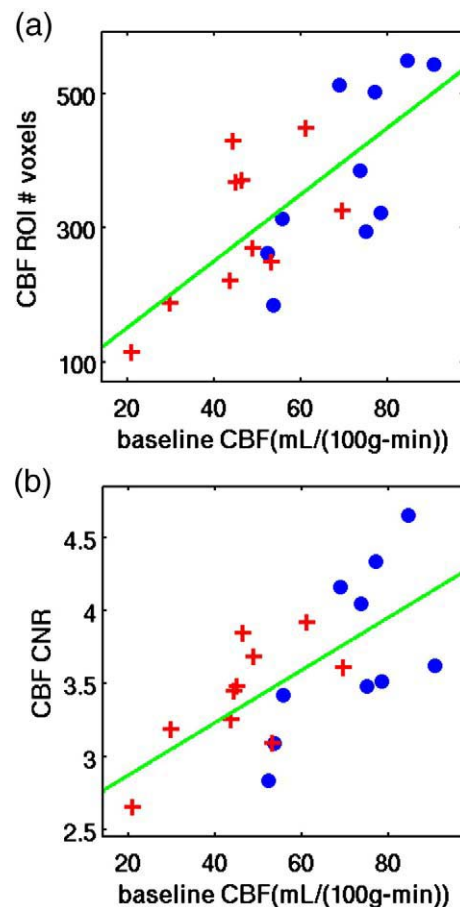 (a)
500
300
100
CBF ROI # voxels
20 40 60 80
baseline CBF(mL/(100g-min))
(b)
4.5
4
3.5
3
2.5
CBF CNR
20 40 60 80
baseline CBF(mL/(100g-min))